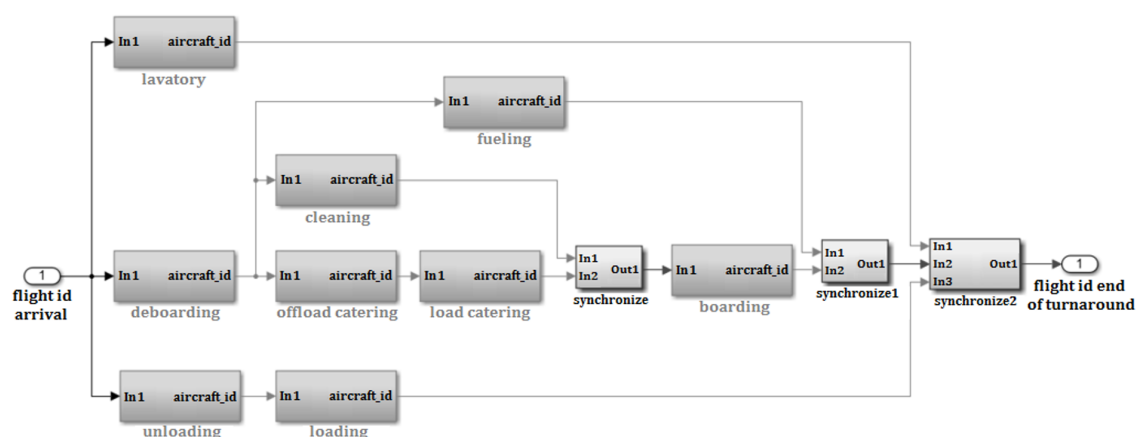 In1 aircraft_id
lavatory
In1 aircraft_id
fueling
In1 aircraft_id
cleaning
1
flight id
arrival
In1 aircraft_id
deboarding
In1 aircraft_id
offload catering
In1 aircraft_id
load catering
In1
In2
Out1
synchronize
In1 aircraft_id
boarding
In1
In2
Out1
synchronize1
In1
In2
In3
Out1
synchronize2
1
flight id end
of turnaround
In1 aircraft_id
unloading
In1 aircraft_id
loading